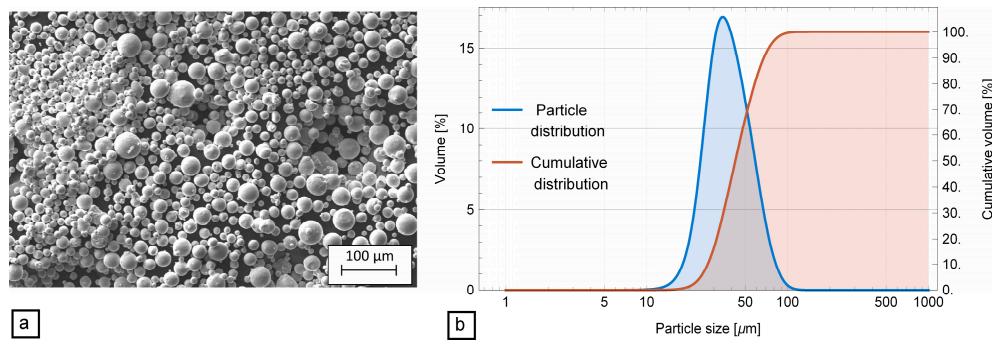 100 µm
a
Volume [%]
15
10
5
0
Particle
distribution
Cumulative
distribution
1
5
10
50
100
500
1000
Particle size [µm]
100.
90.
80.
70.
60.
50.
40.
30.
20.
10.
0.
Cumulative volume [%]
b